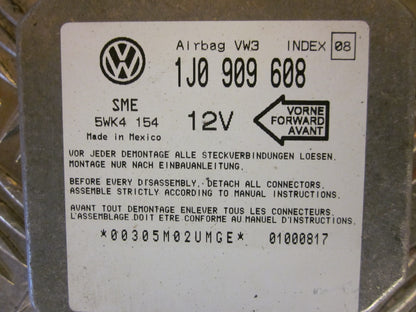 Airbag VW3 INDEX 08
1J0 909 608
SME
5WK4 154
Made in Mexico
12V
VORNE
FORWARD
AVANT
VOR JEDER DEMONTAGE ALLE STECKVERBINDUNGEN LOESEN.
MONTAGE NUR NACH EINBAUANLEITUNG.
BEFORE EVERY DISASSEMBLY, DETACH ALL CONNECTORS.
ASSEMBLE STRICTLY ACCORDING TO MANUAL INSTRUCTIONS.
AVANT TOUT DEMONTAGE ENLEVER TOUS LES CONNECTEURS.
L'ASSEMBLAGE DOIT ETRE CONFORME AU MANUEL D'INSTRUCTIONS.
*00305M02UMGE* 01000817